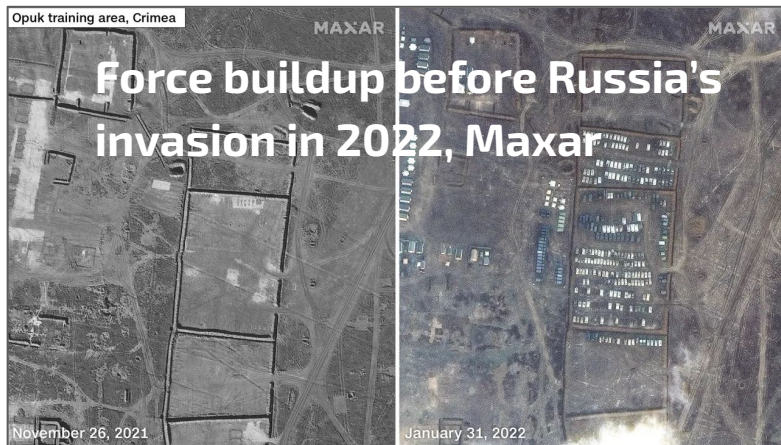 Opuk training area, Crimea
MAXAR
MAXAR
Force buildup before Russia’s
invasion in 2022, Maxar
November 26, 2021
January 31, 2022